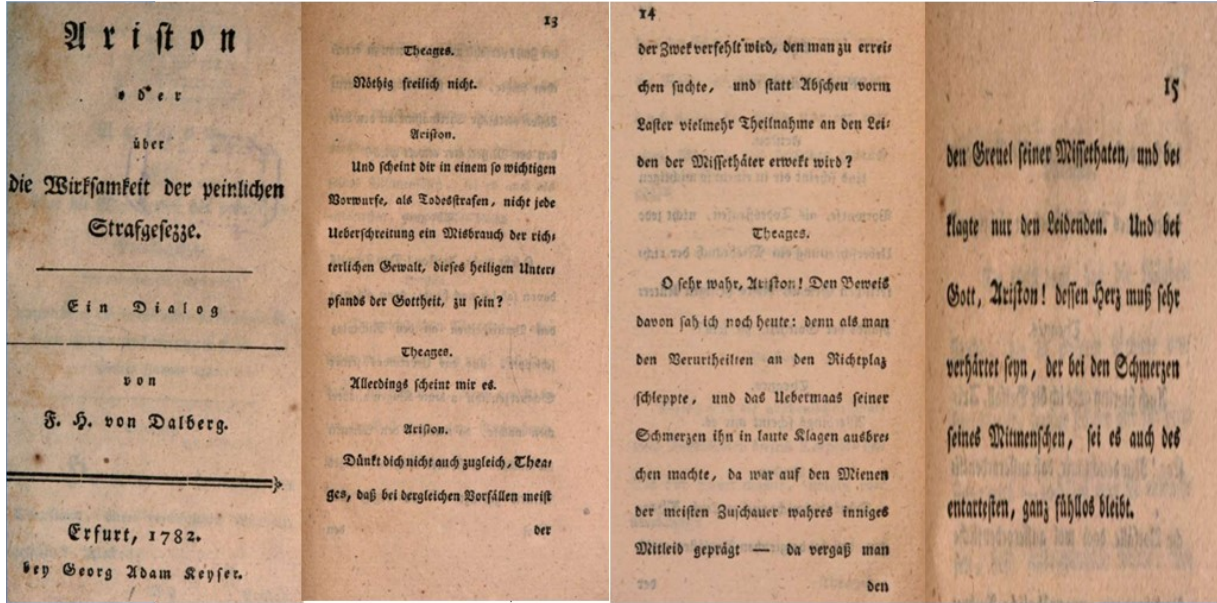 Ariston
oder
über
die Wirksamkeit der peinlichen
Strafgesezze.
Ein Dialog
von
F. H. von Dalberg.
Erfurt, 1782.
bey Georg Adam Keyser.
13
Theages.
Nöthig freilich nicht.
Ariston.
Und scheint dir in einem so wichtigen
Vorwurfe, als Todesstrafen, nicht jede
Ueberschreitung ein Misbrauch der rich-
terlichen Gewalt, dieses heiligen Unter-
pfands der Gottheit, zu sein?
Theages.
Allerdings scheint mir es.
Ariston.
Dünkt dich nicht auch zugleich, Thea-
ges, daß bei dergleichen Vorfällen meist
der
14
der Zwek verfehlt wird, den man zu errei-
chen suchte, und statt Abscheu vorm
Laster vielmehr Theilnahme an den Lei-
den der Missethäter erwekt wird?
Theages.
O sehr wahr, Ariston! Den Beweis
davon sah ich noch heute: denn als man
den Verurtheilten an den Richtplaz
schleppte, und das Uebermaas seiner
Schmerzen ihn in laute Klagen ausbre-
chen machte, da war auf den Mienen
der meisten Zuschauer wahres inniges
Mitleid geprägt — da vergaß man
den
15
den Greuel seiner Missethaten, und be-
klagte nur den Leidenden. Und bei
Gott, Ariston! dessen Herz muß sehr
verhärtet seyn, der bei den Schmerzen
seines Mitmenschen, sei es auch des
entartesten, ganz fühllos bleibt.